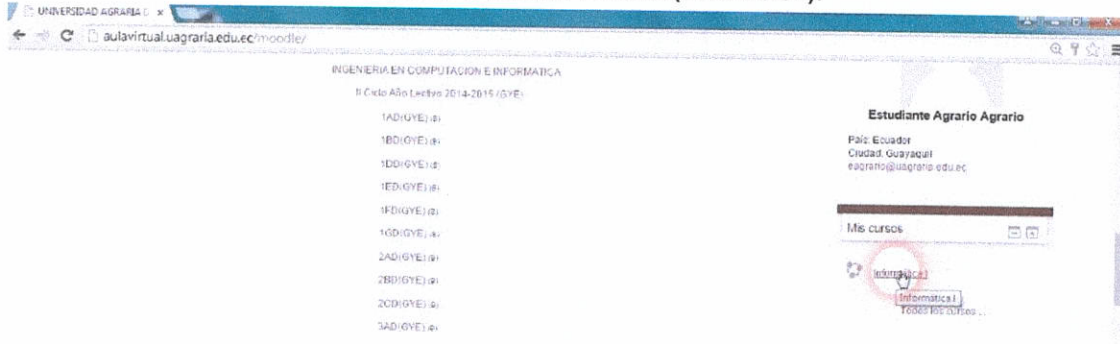 UNIVERSIDAD AGRARIA D
aulavirtual.uagraria.edu.ec/moodle/
INGENIERIA EN COMPUTACION E INFORMATICA
II Ciclo Año Lectivo 2014-2015 (GYE)
1AD(GYE)
1BD(GYE)
1DD(GYE)
1ED(GYE)
1FD(GYE)
1GD(GYE)
2AD(GYE)
2BD(GYE)
2CD(GYE)
3AD(GYE)
Estudiante Agrario Agrario
País: Ecuador
Ciudad: Guayaquil
eagrario@uagraria.edu.ec
Mis cursos
Informática I
Informática I
Todos los cursos ...